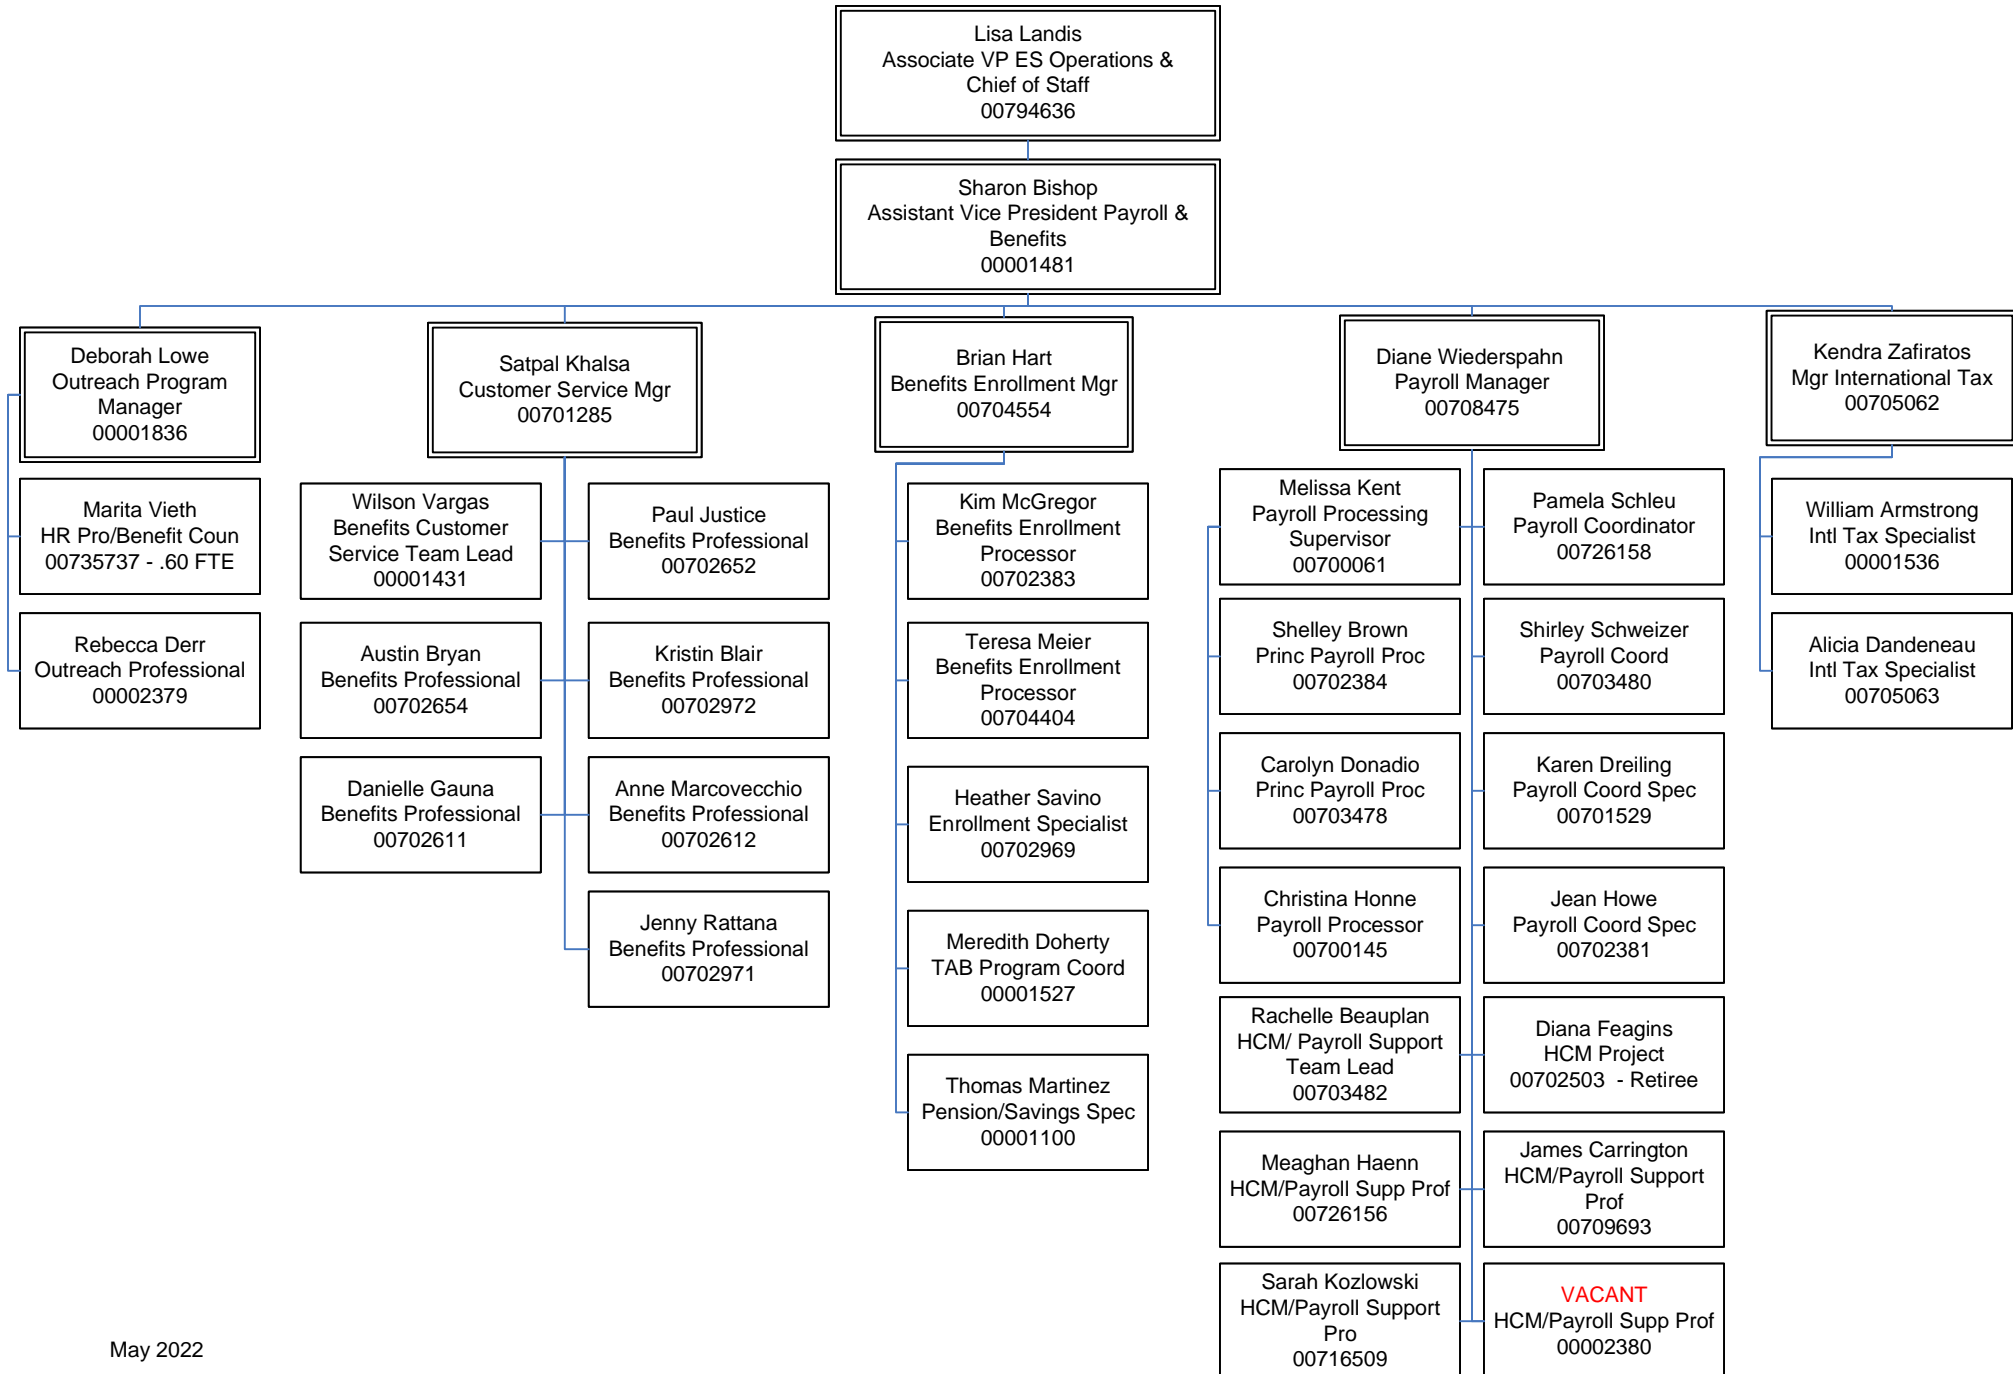 Lisa Landis
Associate VP ES Operations &
Chief of Staff
00794636
Sharon Bishop
Assistant Vice President Payroll &
Benefits
00001481
Deborah Lowe
Outreach Program
Manager
00001836
Satpal Khalsa
Customer Service Mgr
00701285
Brian Hart
Benefits Enrollment Mgr
00704554
Diane Wiederspahn
Payroll Manager
00708475
Kendra Zafiratos
Mgr International Tax
00705062
Marita Vieth
HR Pro/Benefit Coun
00735737 - .60 FTE
Rebecca Derr
Outreach Professional
00002379
Wilson Vargas
Benefits Customer
Service Team Lead
00001431
Paul Justice
Benefits Professional
00702652
Austin Bryan
Benefits Professional
00702654
Kristin Blair
Benefits Professional
00702972
Danielle Gauna
Benefits Professional
00702611
Anne Marcovecchio
Benefits Professional
00702612
Jenny Rattana
Benefits Professional
00702971
Kim McGregor
Benefits Enrollment
Processor
00702383
Teresa Meier
Benefits Enrollment
Processor
00704404
Heather Savino
Enrollment Specialist
00702969
Meredith Doherty
TAB Program Coord
00001527
Thomas Martinez
Pension/Savings Spec
00001100
Melissa Kent
Payroll Processing
Supervisor
00700061
Pamela Schleu
Payroll Coordinator
00726158
Shelley Brown
Princ Payroll Proc
00702384
Shirley Schweizer
Payroll Coord
00703480
Carolyn Donadio
Princ Payroll Proc
00703478
Karen Dreiling
Payroll Coord Spec
00701529
Christina Honne
Payroll Processor
00700145
Jean Howe
Payroll Coord Spec
00702381
Rachelle Beauplan
HCM/ Payroll Support
Team Lead
00703482
Diana Feagins
HCM Project
00702503  - Retiree
Meaghan Haenn
HCM/Payroll Supp Prof
00726156
James Carrington
HCM/Payroll Support
Prof
00709693
Sarah Kozlowski
HCM/Payroll Support
Pro
00716509
VACANT
HCM/Payroll Supp Prof
00002380
William Armstrong
Intl Tax Specialist
00001536
Alicia Dandeneau
Intl Tax Specialist
00705063
May 2022